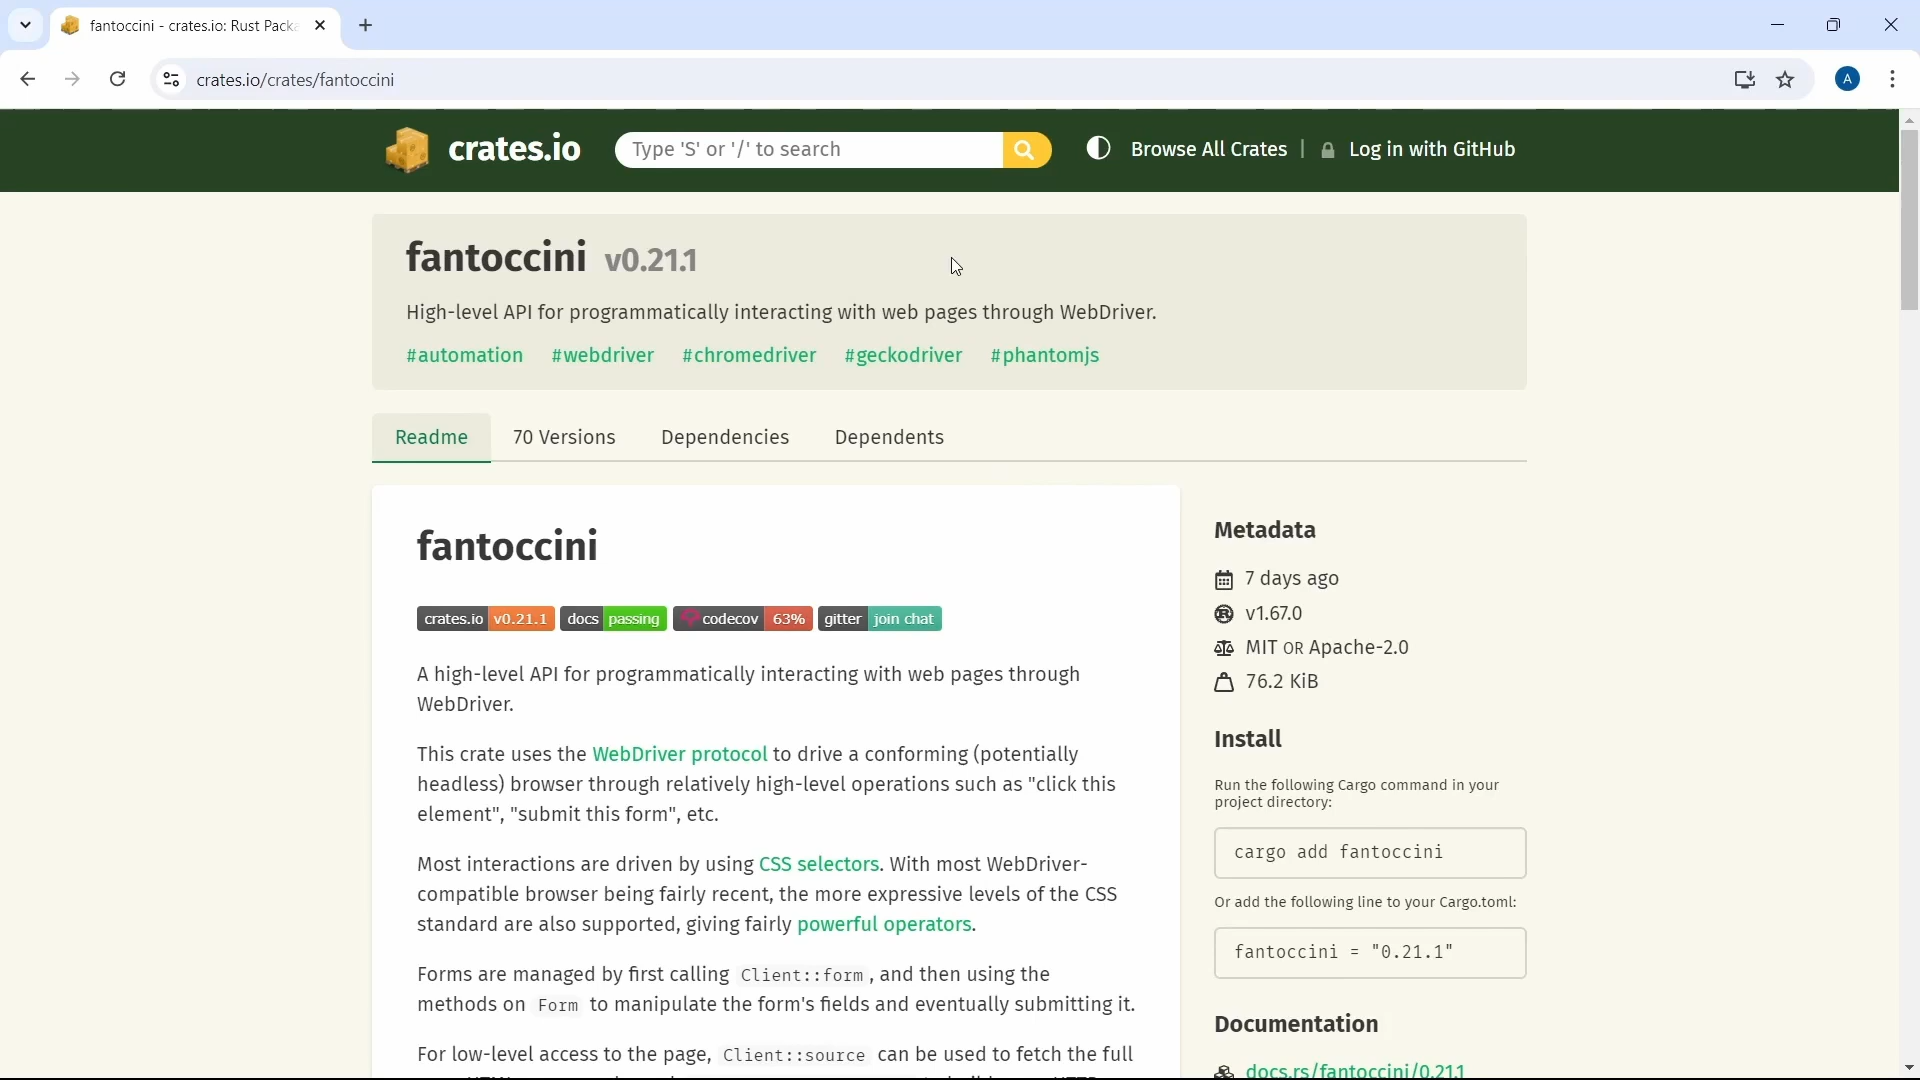 fantoccini - crates.io: Rust Packa
crates.io/crates/fantoccini
A
crates.io
Type 'S' or '/' to search
Browse All Crates | Log in with GitHub
fantoccini v0.21.1
High-level API for programmatically interacting with web pages through WebDriver.
#automation #webdriver #chromedriver #geckodriver #phantomjs
Readme 70 Versions Dependencies Dependents
fantoccini
crates.io v0.21.1 docs passing codecov 63% gitter join chat
A high-level API for programmatically interacting with web pages through
WebDriver.
This crate uses the WebDriver protocol to drive a conforming (potentially
headless) browser through relatively high-level operations such as "click this
element", "submit this form", etc.
Most interactions are driven by using CSS selectors. With most WebDriver-
compatible browser being fairly recent, the more expressive levels of the CSS
standard are also supported, giving fairly powerful operators.
Forms are managed by first calling Client::form, and then using the
methods on Form to manipulate the form's fields and eventually submitting it.
For low-level access to the page, Client::source can be used to fetch the full
Metadata
7 days ago
v1.67.0
MIT OR Apache-2.0
76.2 KiB
Install
Run the following Cargo command in your
project directory:
cargo add fantoccini
Or add the following line to your Cargo.toml:
fantoccini = "0.21.1"
Documentation
docs.rs/fantoccini/0.21.1